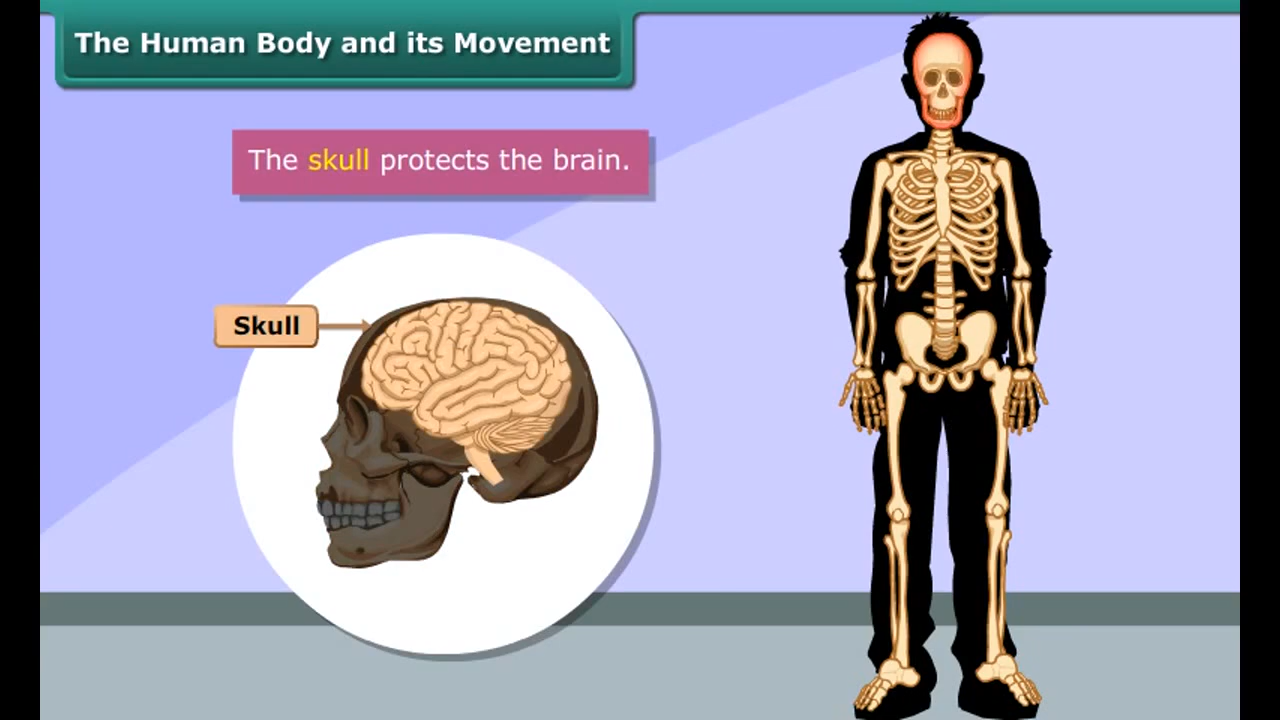 The Human Body and its Movement
The skull protects the brain.
Skull